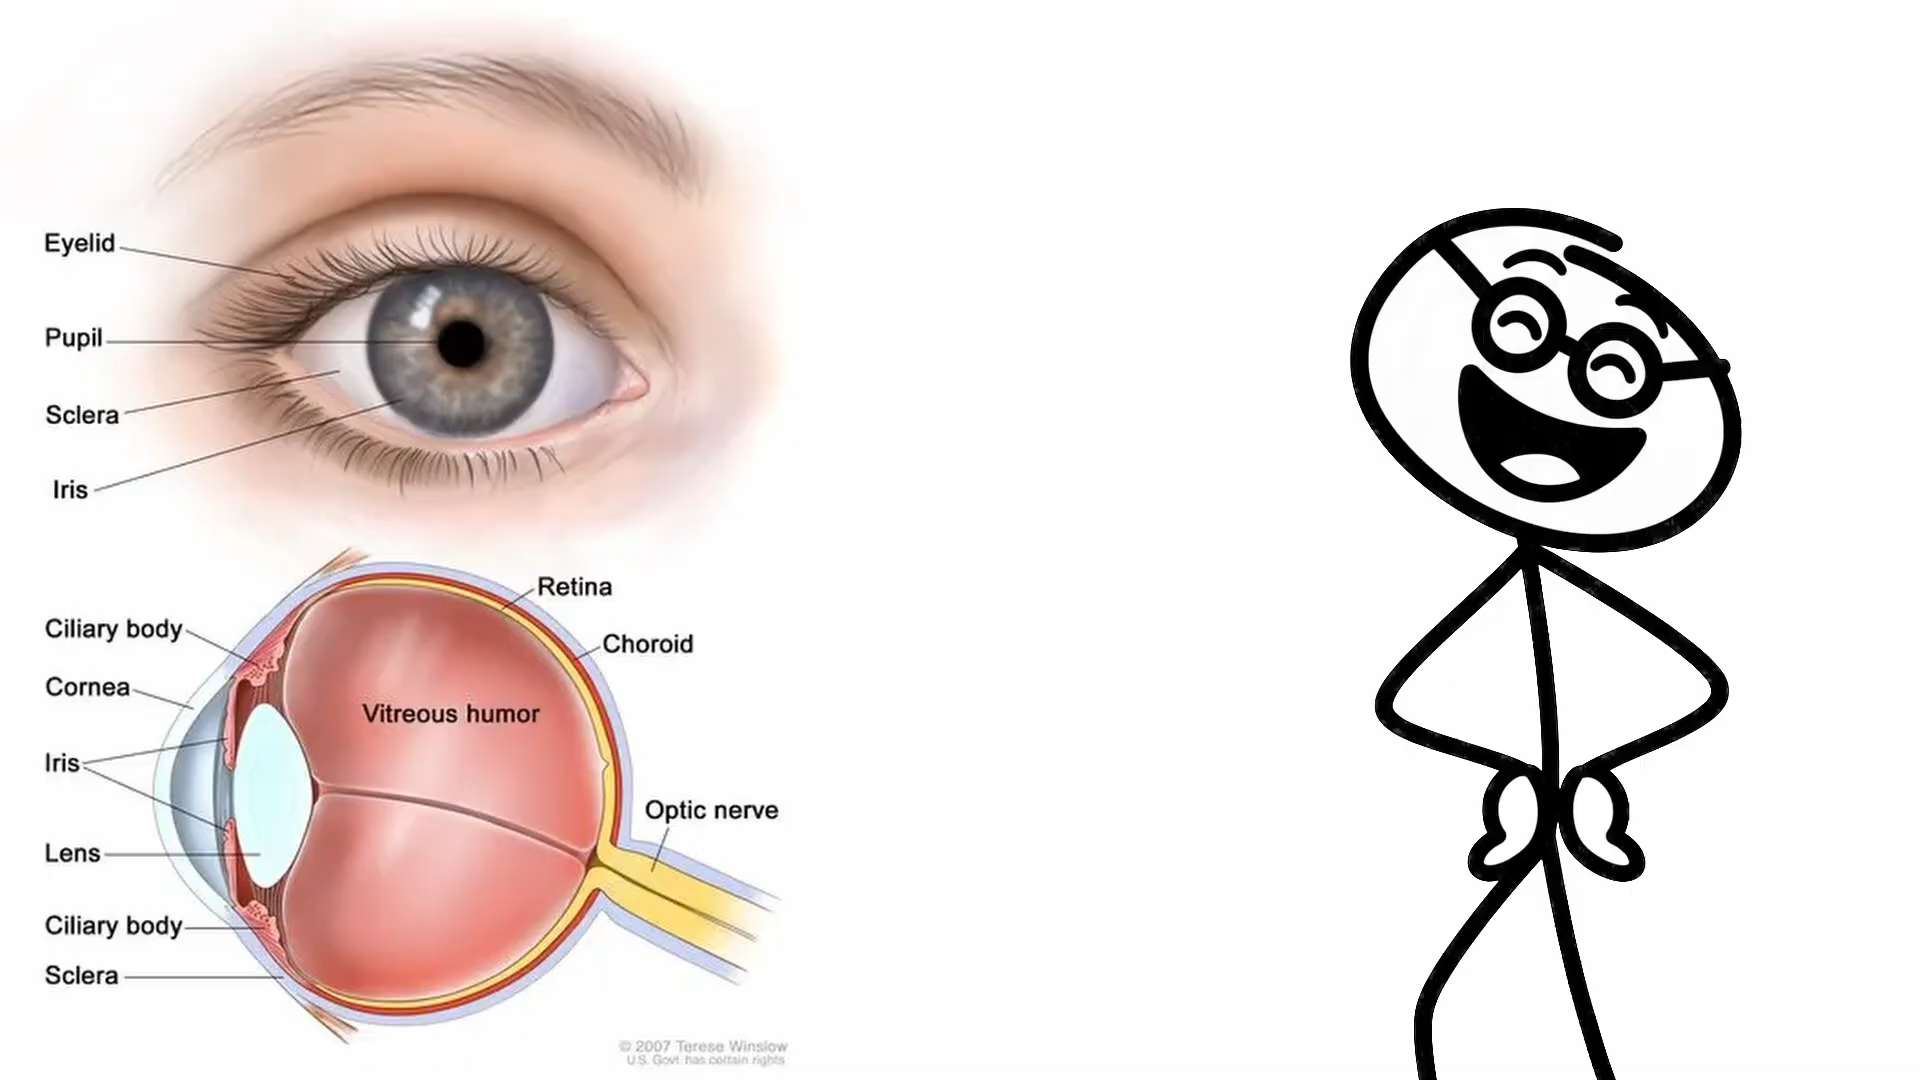 Eyelid
Pupil
Sclera
Iris
Retina
Ciliary body
Choroid
Cornea
Vitreous humor
Iris
Optic nerve
Lens
Ciliary body
Sclera
© 2007 Terese Winslow
U.S. Govt. has certain rights